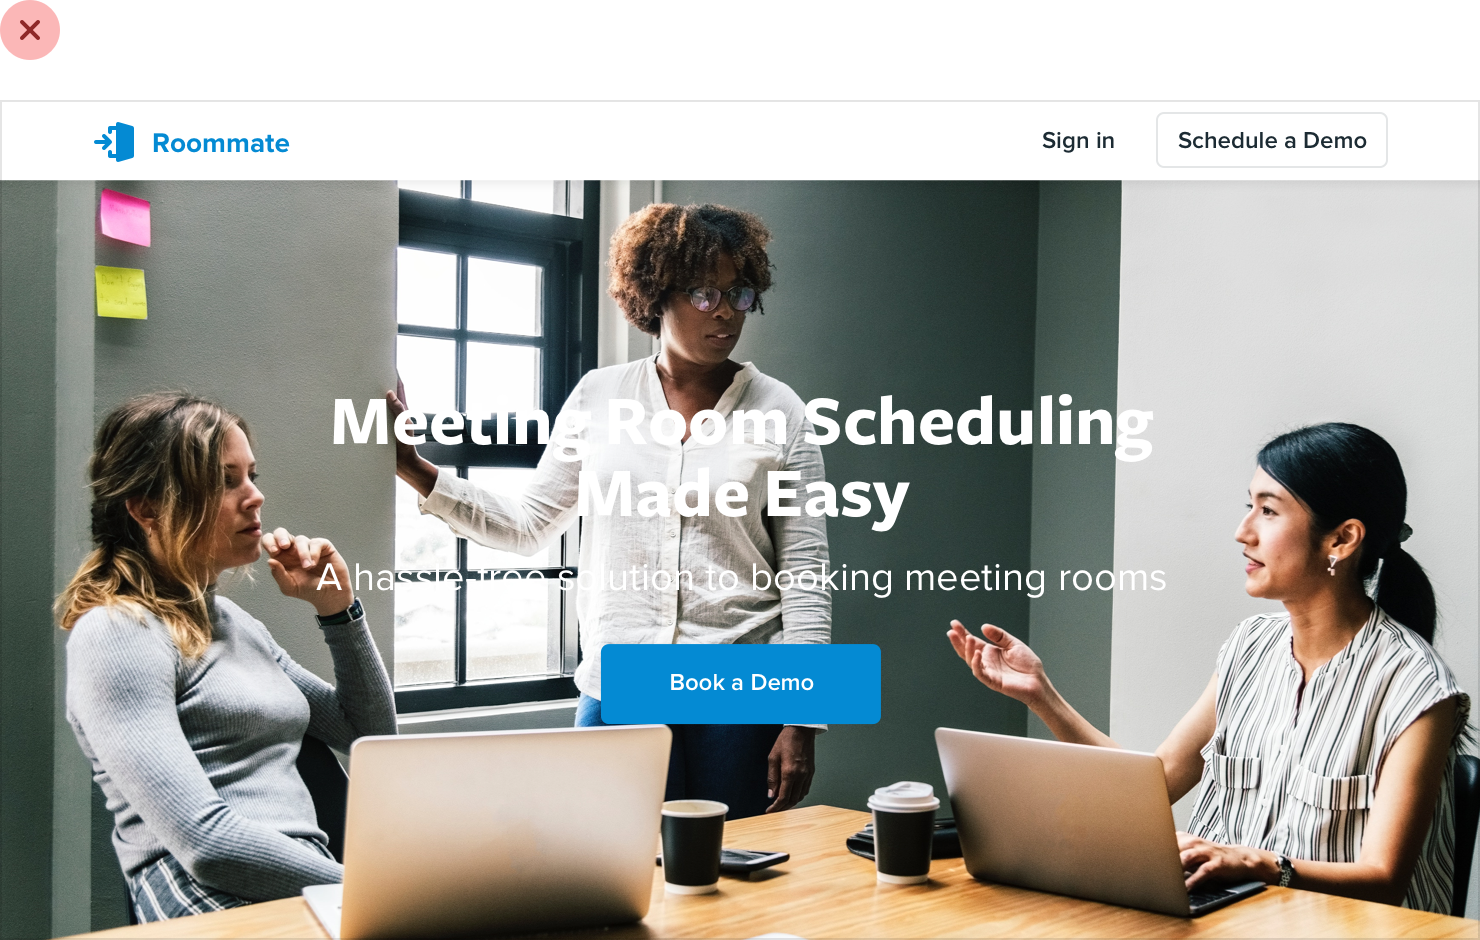 Roommate
Sign in
Schedule a Demo
Meeting Room Scheduling
Made Easy
A hassle-free solution to booking meeting rooms
Book a Demo